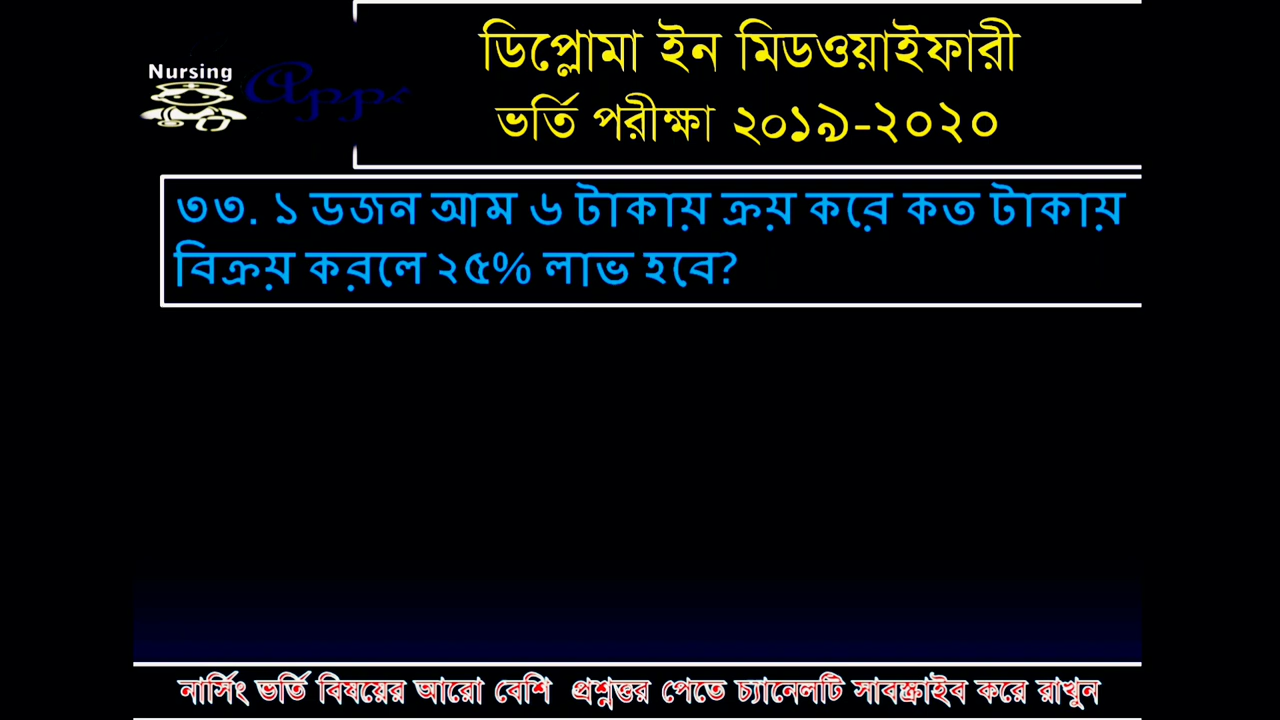 Nursing
Apps
ডিপ্লোমা ইন মিডওয়াইফারী
ভর্তি পরীক্ষা ২০১৯-২০২০
৩৩. ১ ডজন আম ৬ টাকায় ক্রয় করে কত টাকায়
বিক্রয় করলে ২৫% লাভ হবে?
নার্সিং ভর্তি বিষয়ের আরো বেশি প্রশ্নত্তর পেতে চ্যানেলটি সাবস্ক্রাইব করে রাখুন